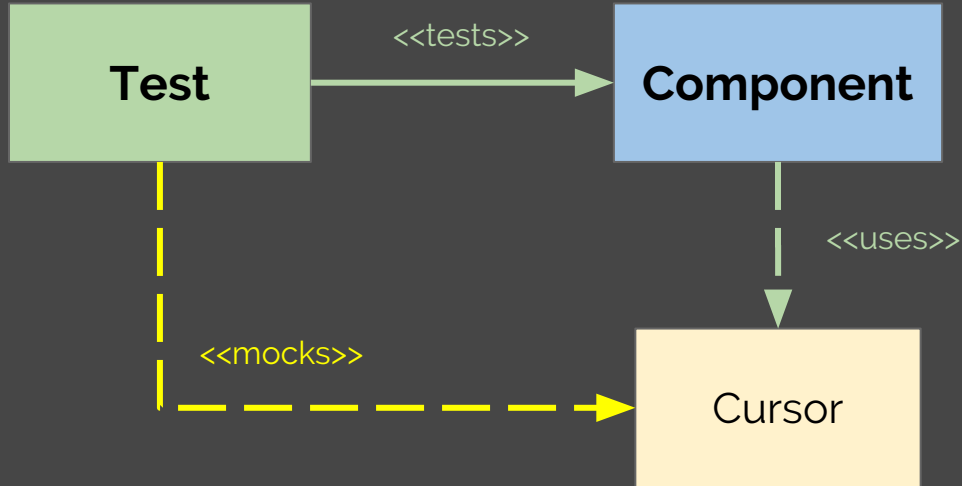 <<tests>>
Test
Component
<<uses>>
<<mocks>>
Cursor